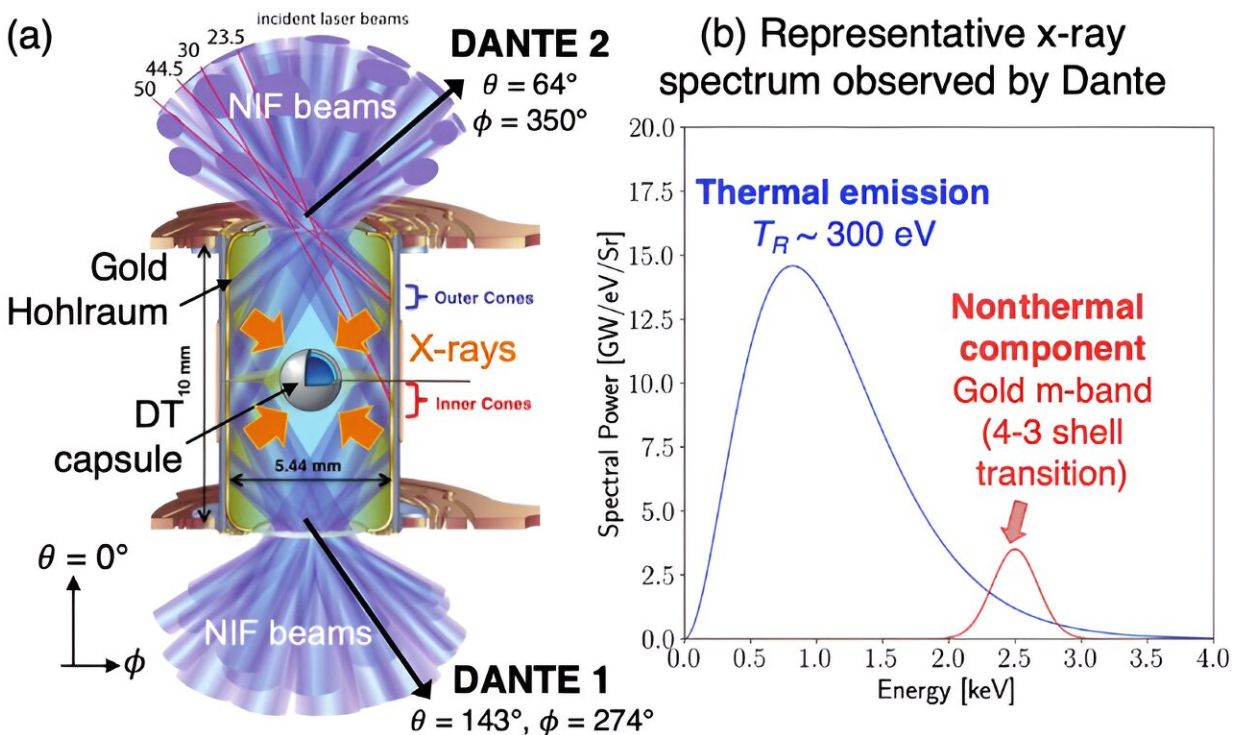 (a)
incident laser beams
50
44.5
30
23.5
NIF beams
DANTE 2
θ = 64°
ϕ = 350°
Gold
Hohlraum
10 mm
Outer Cones
X-rays
Inner Cones
DT
capsule
5.44 mm
θ = 0°
ϕ
NIF beams
DANTE 1
θ = 143°, ϕ = 274°
(b) Representative x-ray
spectrum observed by Dante
Spectral Power [GW/eV/Sr]
20.0
17.5
15.0
12.5
10.0
7.5
5.0
2.5
0.0
Thermal emission
T_R ~ 300 eV
Nonthermal
component
Gold m-band
(4-3 shell
transition)
0.0 0.5 1.0 1.5 2.0 2.5 3.0 3.5 4.0
Energy [keV]